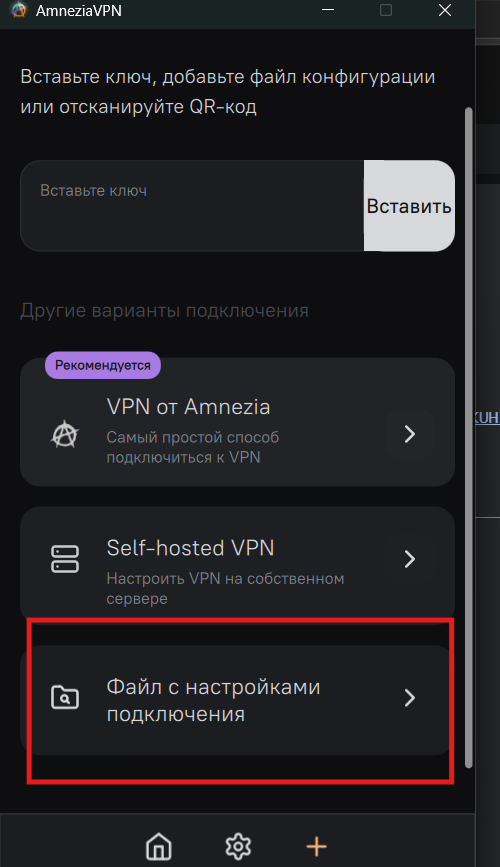 AmneziaVPN
Вставьте ключ, добавьте файл конфигурации
или отсканируйте QR-код
Вставьте ключ
Вставить
Другие варианты подключения
Рекомендуется
VPN от Amnezia
Самый простой способ
подключиться к VPN
Self-hosted VPN
Настроить VPN на собственном
сервере
Файл с настройками
подключения